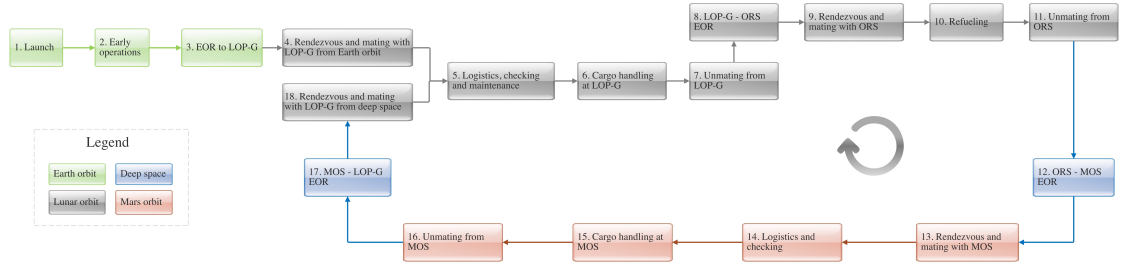 1. Launch
2. Early
operations
3. EOR to LOP-G
4. Rendezvous and mating with
LOP-G from Earth orbit
18. Rendezvous and mating
with LOP-G from deep space
5. Logistics, checking
and maintenance
6. Cargo handling
at LOP-G
7. Unmating from
LOP-G
8. LOP-G - ORS
EOR
9. Rendezvous and
mating with ORS
10. Refueling
11. Unmating from
ORS
12. ORS - MOS
EOR
13. Rendezvous and
mating with MOS
14. Logistics and
checking
15. Cargo handling at
MOS
16. Unmating from
MOS
17. MOS - LOP-G
EOR
Legend
Earth orbit
Deep space
Lunar orbit
Mars orbit